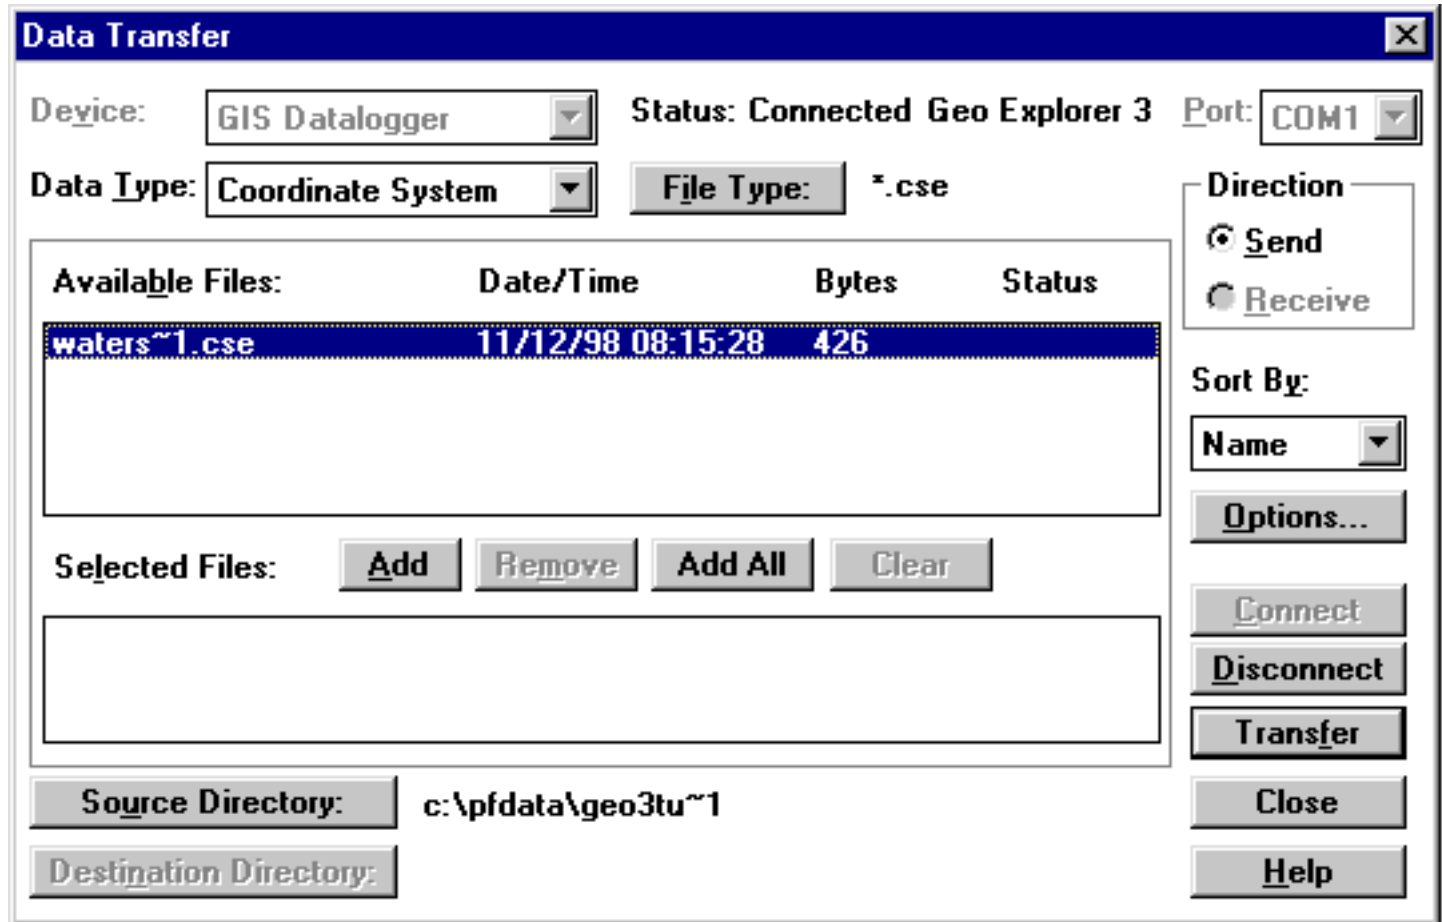 Data Transfer
Device: GIS Datalogger Status: Connected Geo Explorer 3 Port: COM1
Data Type: Coordinate System File Type: *.cse Direction
Send
Available Files: Date/Time Bytes Status
Receive
waters~1.cse 11/12/98 08:15:28 426
Sort By:
Name
Options...
Selected Files: Add Remove Add All Clear
Connect
Disconnect
Transfer
Source Directory: c:\pfdata\geo3tu~1 Close
Destination Directory: Help